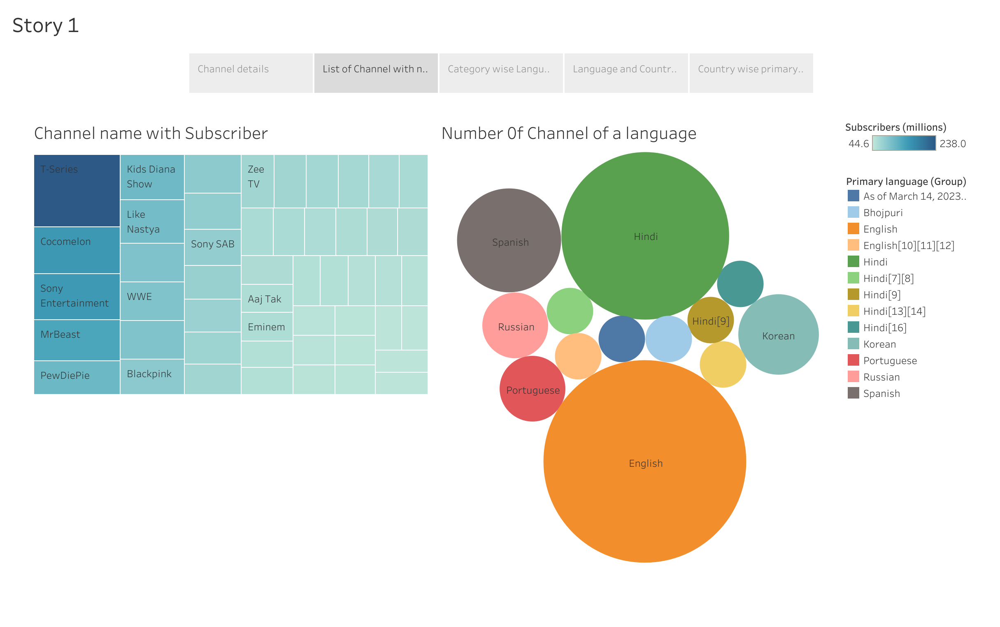 Story 1
Channel details
List of Channel with n..
Category wise Langu..
Language and Countr..
Country wise primary..
Channel name with Subscriber
T-Series
Cocomelon
Sony
Entertainment
MrBeast
PewDiePie
Kids Diana
Show
Like
Nastya
WWE
Blackpink
Sony SAB
Zee
TV
Aaj Tak
Eminem
Number 0f Channel of a language
Hindi
Spanish
Russian
Hindi[9]
Korean
Portuguese
English
Subscribers (millions)
44.6 238.0
Primary language (Group)
As of March 14, 2023..
Bhojpuri
English
English[10][11][12]
Hindi
Hindi[7][8]
Hindi[9]
Hindi[13][14]
Hindi[16]
Korean
Portuguese
Russian
Spanish